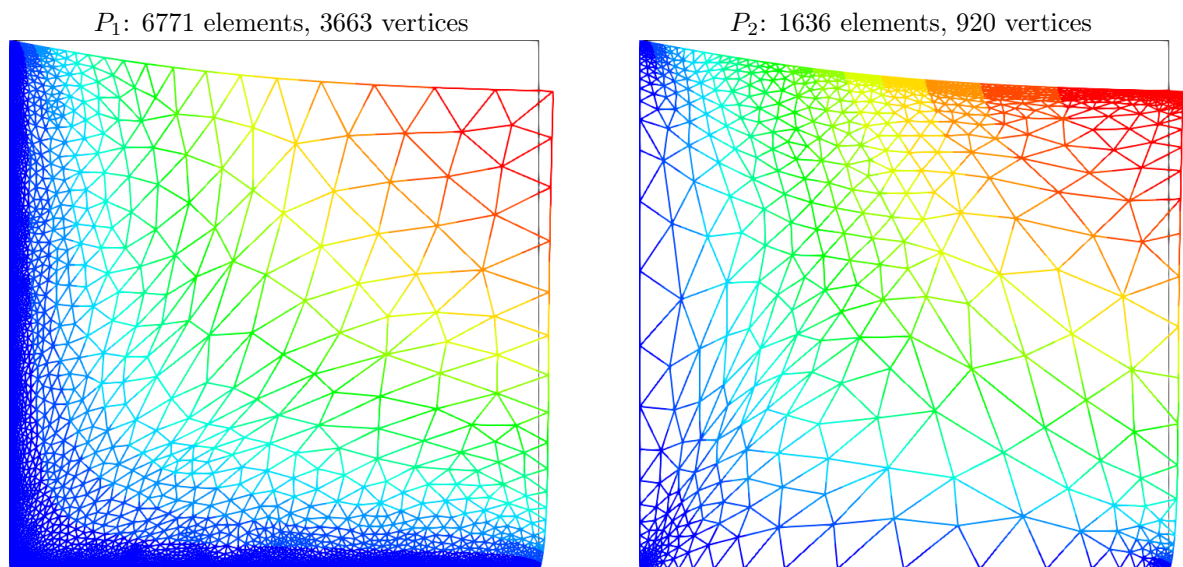 P₁: 6771 elements, 3663 vertices
P₂: 1636 elements, 920 vertices